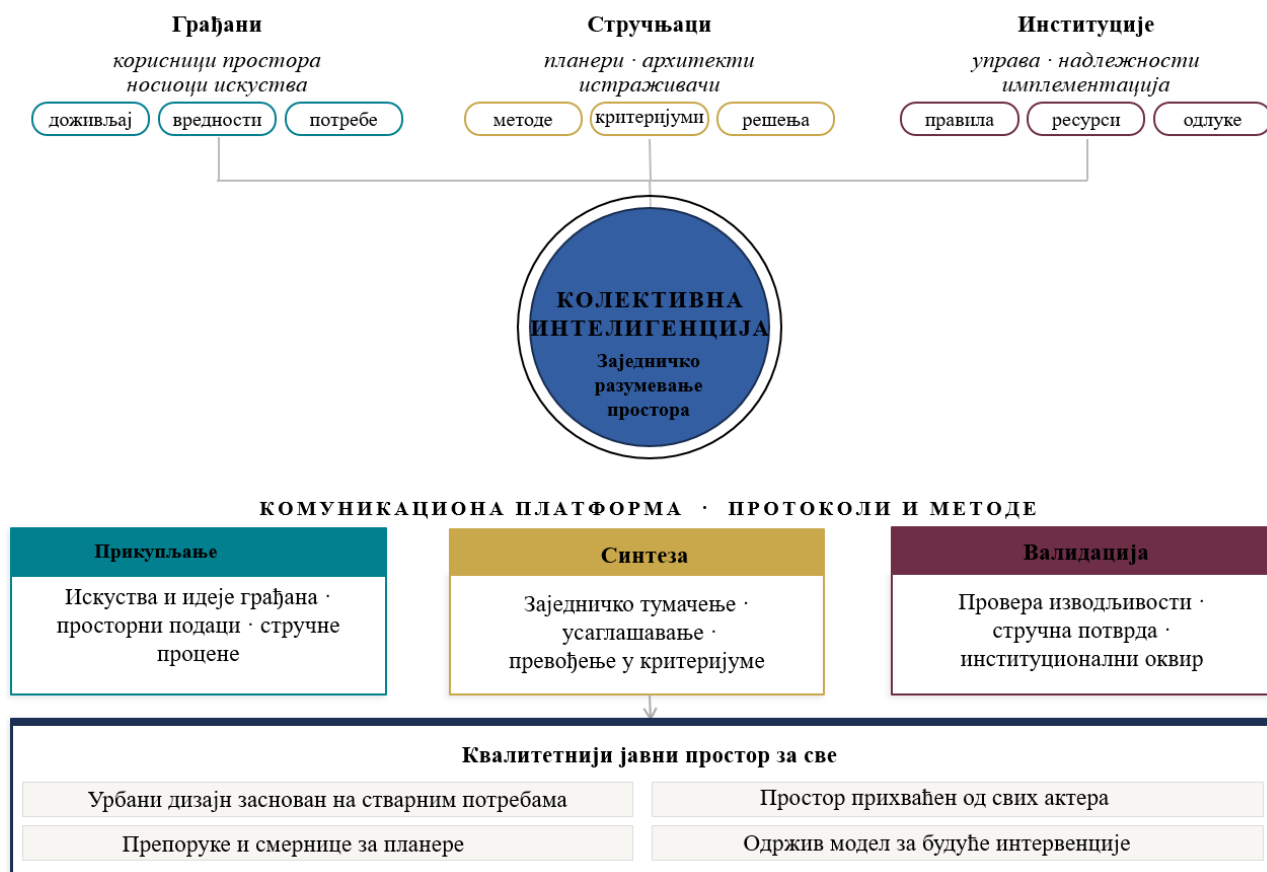 Грађани
Стручњаци
Институције
корисници простора
носиоци искуства
планери · архитекти
истраживачи
управа · надлежности
имплементација
доживљај
вредности
потребе
методе
критеријуми
решења
правила
ресурси
одлуке
КОЛЕКТИВНА
ИНТЕЛИГЕНЦИЈА
Заједничко
разумевање
простора
КОМУНИКАЦИОНА ПЛАТФОРМА · ПРОТОКОЛИ И МЕТОДЕ
Прикупљање
Искуства и идеје грађана ·
просторни подаци · стручне
процене
Синтеза
Заједничко тумачење ·
усаглашавање ·
превођење у критеријуме
Валидација
Провера изводљивости ·
стручна потврда ·
институционални оквир
Квалитетнији јавни простор за све
Урбани дизајн заснован на стварним потребама
Простор прихваћен од свих актера
Препоруке и смернице за планере
Одржив модел за будуће интервенције